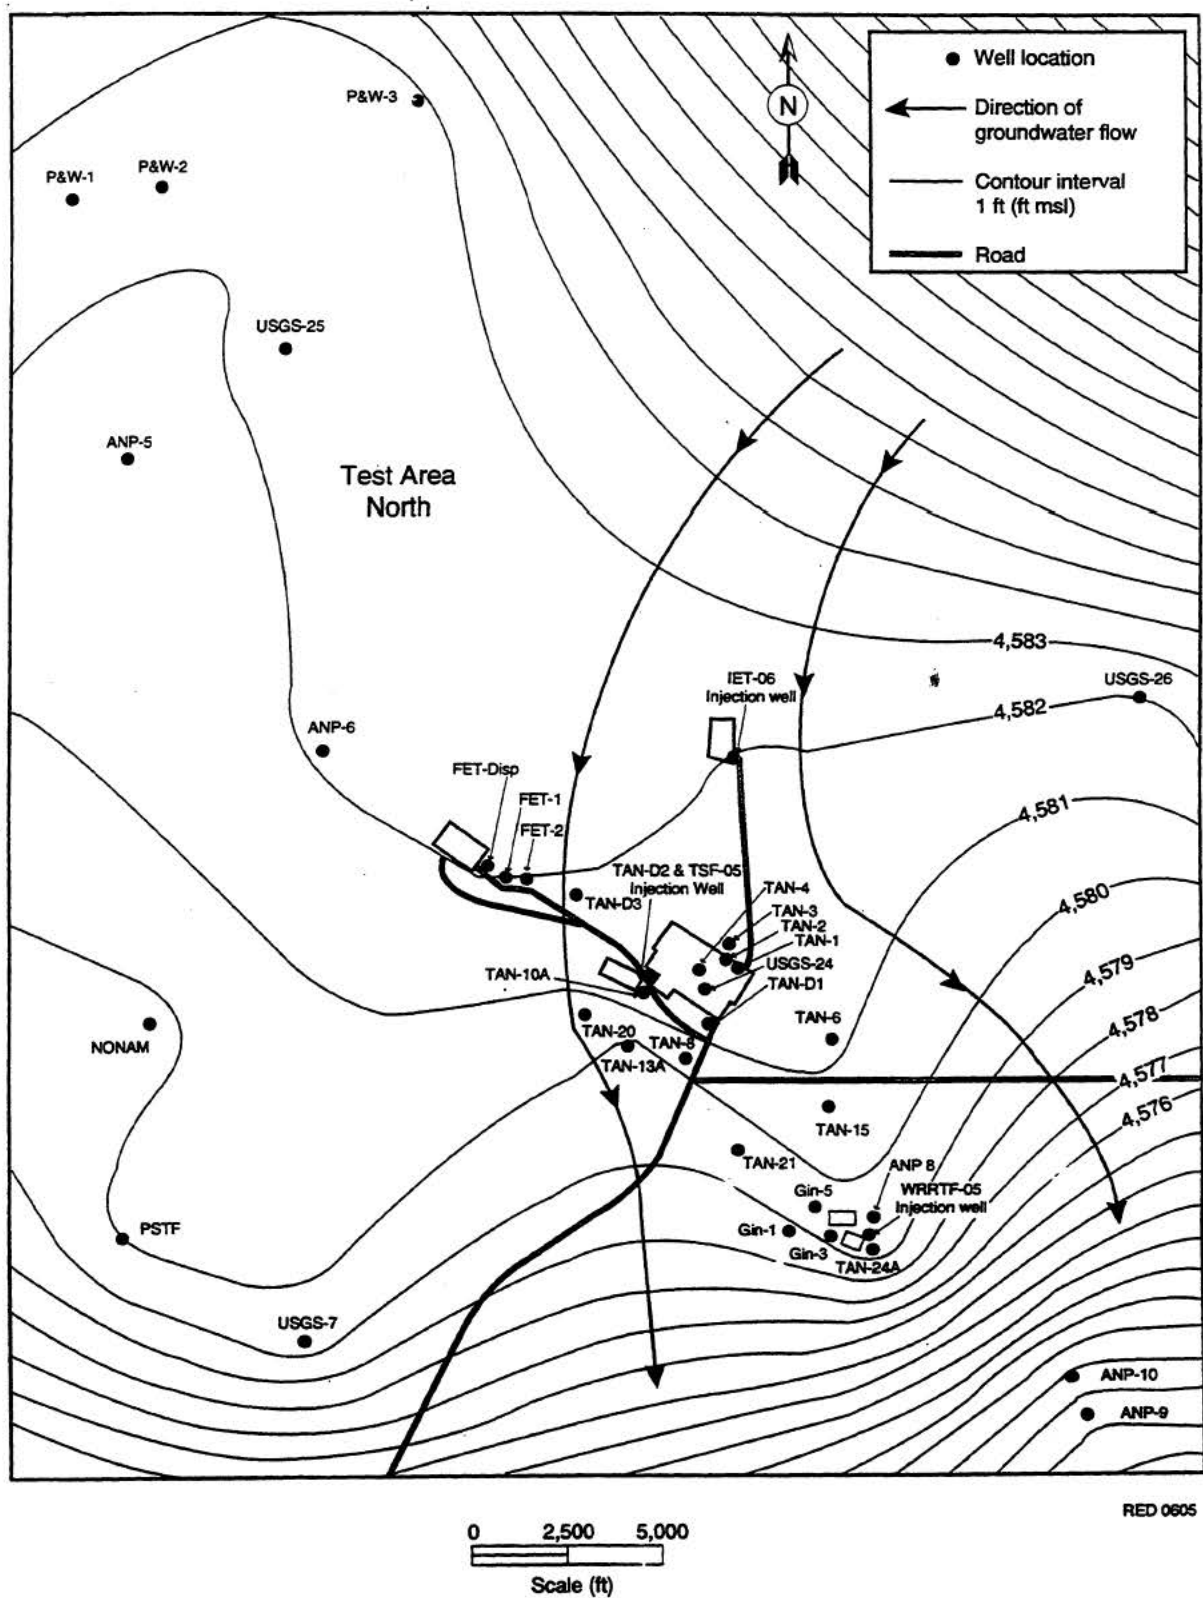 Well location
Direction of
groundwater flow
Contour interval
1 ft (ft msl)
Road
N
P&W-3
P&W-2
P&W-1
USGS-25
ANP-5
Test Area
North
4,583
IET-06
Injection well
USGS-26
4,582
ANP-6
FET-Disp
FET-1
FET-2
4,581
TAN-D2 & TSF-05
Injection Well
TAN-4
TAN-D3
TAN-3
TAN-2
TAN-1
USGS-24
TAN-D1
4,580
TAN-10A
4,579
TAN-20
TAN-6
4,578
NONAM
TAN-13A
TAN-8
4,577
4,576
TAN-15
TAN-21
ANP 8
Gin-5
WRRTF-05
Injection well
PSTF
Gin-1
Gin-3
TAN-24A
USGS-7
ANP-10
ANP-9
RED 0605
0 2,500 5,000
Scale (ft)